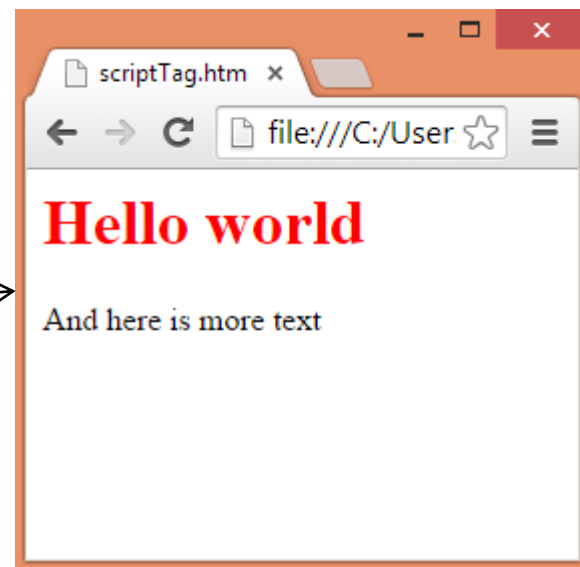 scriptTag.htm
file:///C:/User
Hello world
And here is more text